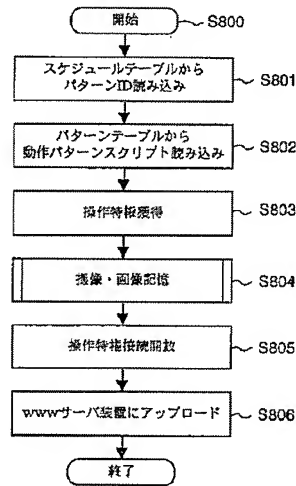 開始
S800
スケジュールテーブルから
パターンID読み込み
S801
パターンテーブルから
動作パターンスクリプト読み込み
S802
操作特権獲得
S803
撮像・画像記憶
S804
操作特権接続開放
S805
wwwサーバ装置にアップロード
S806
終了